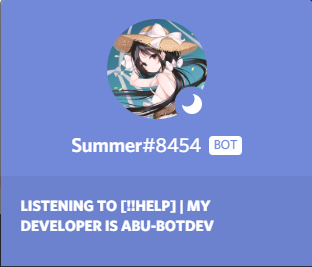 Summer#8454 BOT
LISTENING TO [!!HELP] | MY
DEVELOPER IS ABU-BOTDEV